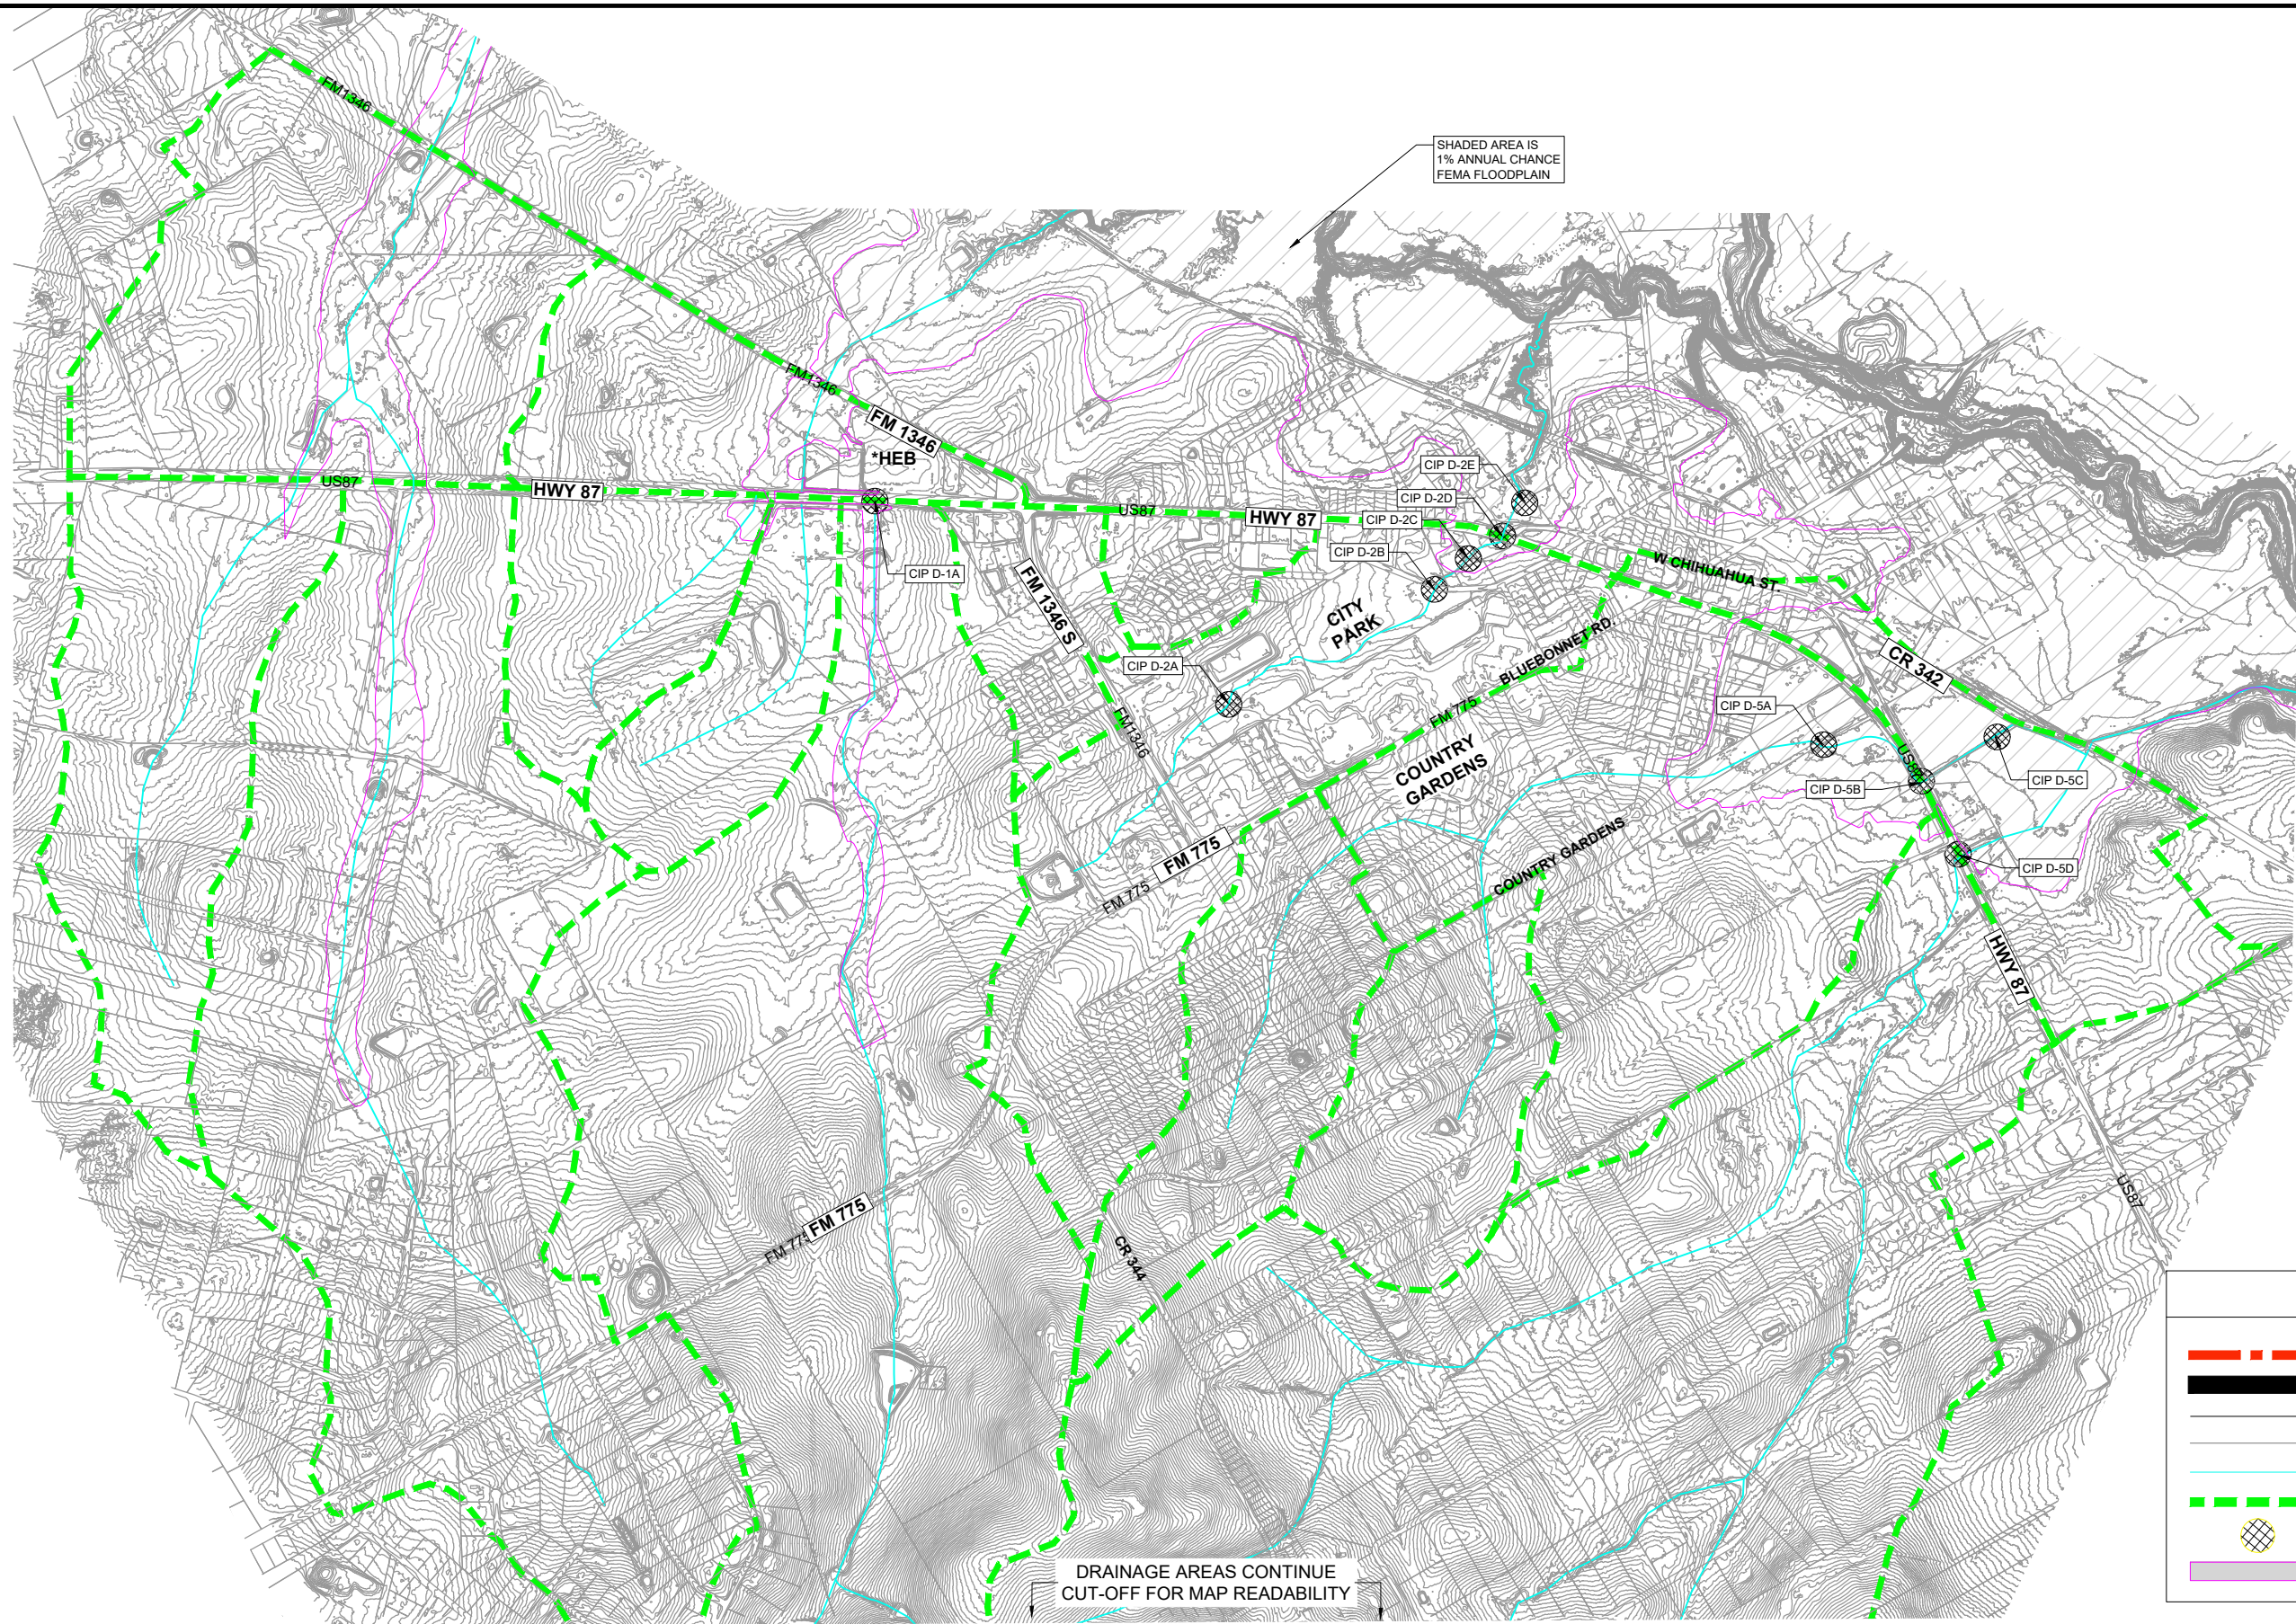 FM1346
SHADED AREA IS
1% ANNUAL CHANCE
FEMA FLOODPLAIN
FM1346
FM 1346
*HEB
US87
HWY 87
US87
HWY 87
CIP D-2E
CIP D-2D
CIP D-2C
CIP D-2B
CIP D-1A
W CHIHUAHUA ST.
FM 1346 S
CITY
PARK
BLUEBONNET RD.
CIP D-2A
CR 342
FM1346
FM 775
CIP D-5A
COUNTRY
GARDENS
US87
CIP D-5C
CIP D-5B
FM 775
FM 775
COUNTRY GARDENS
CIP D-5D
HWY 87
FM 775
FM 775
CR 344
US87
DRAINAGE AREAS CONTINUE
CUT-OFF FOR MAP READABILITY